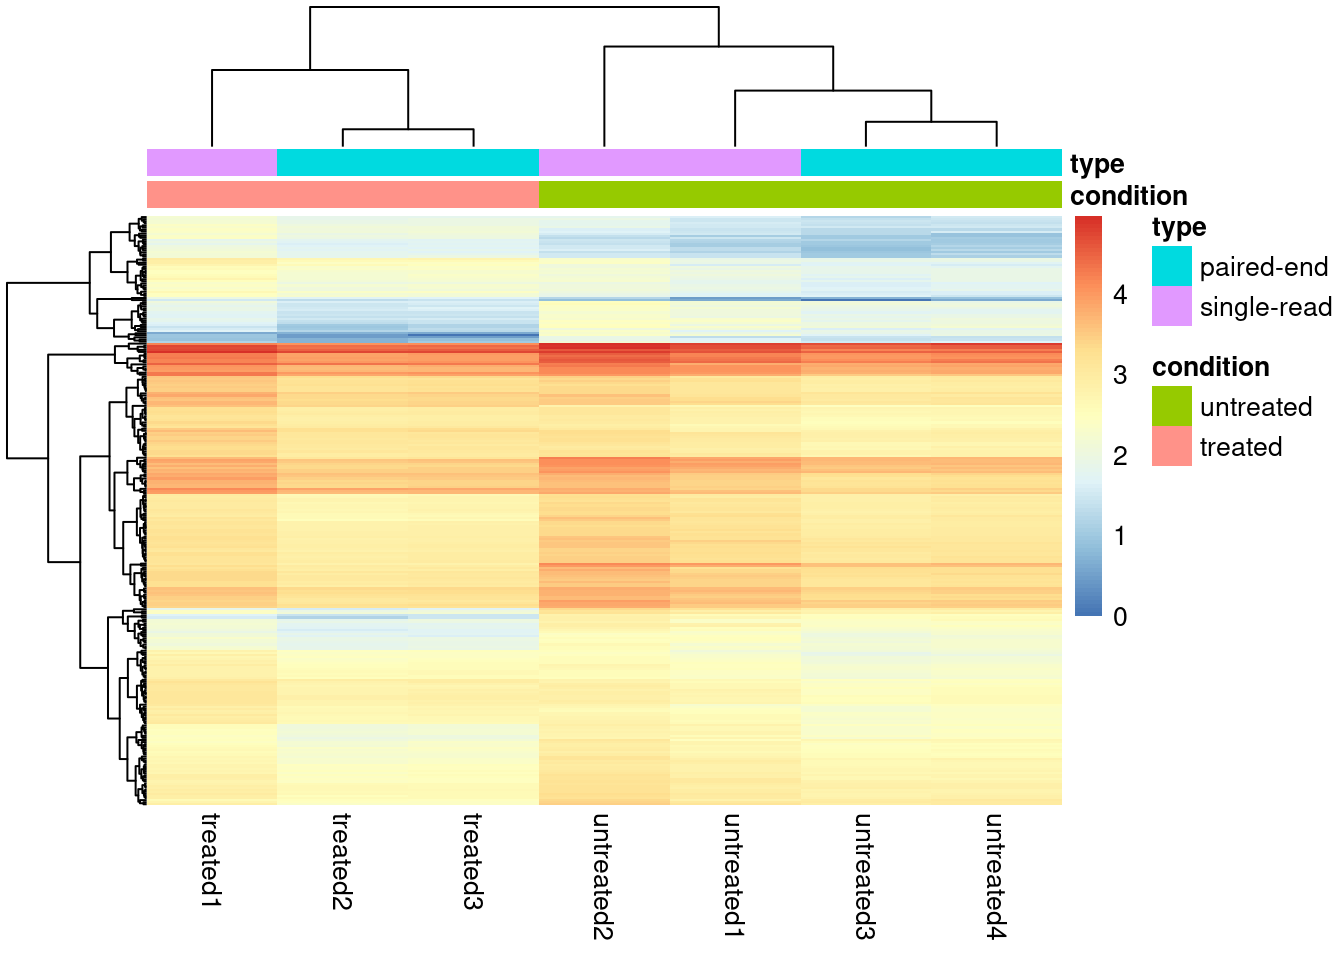 type
condition
type
paired-end
single-read
condition
untreated
treated
4
3
2
1
0
treated1
treated2
treated3
untreated2
untreated1
untreated3
untreated4